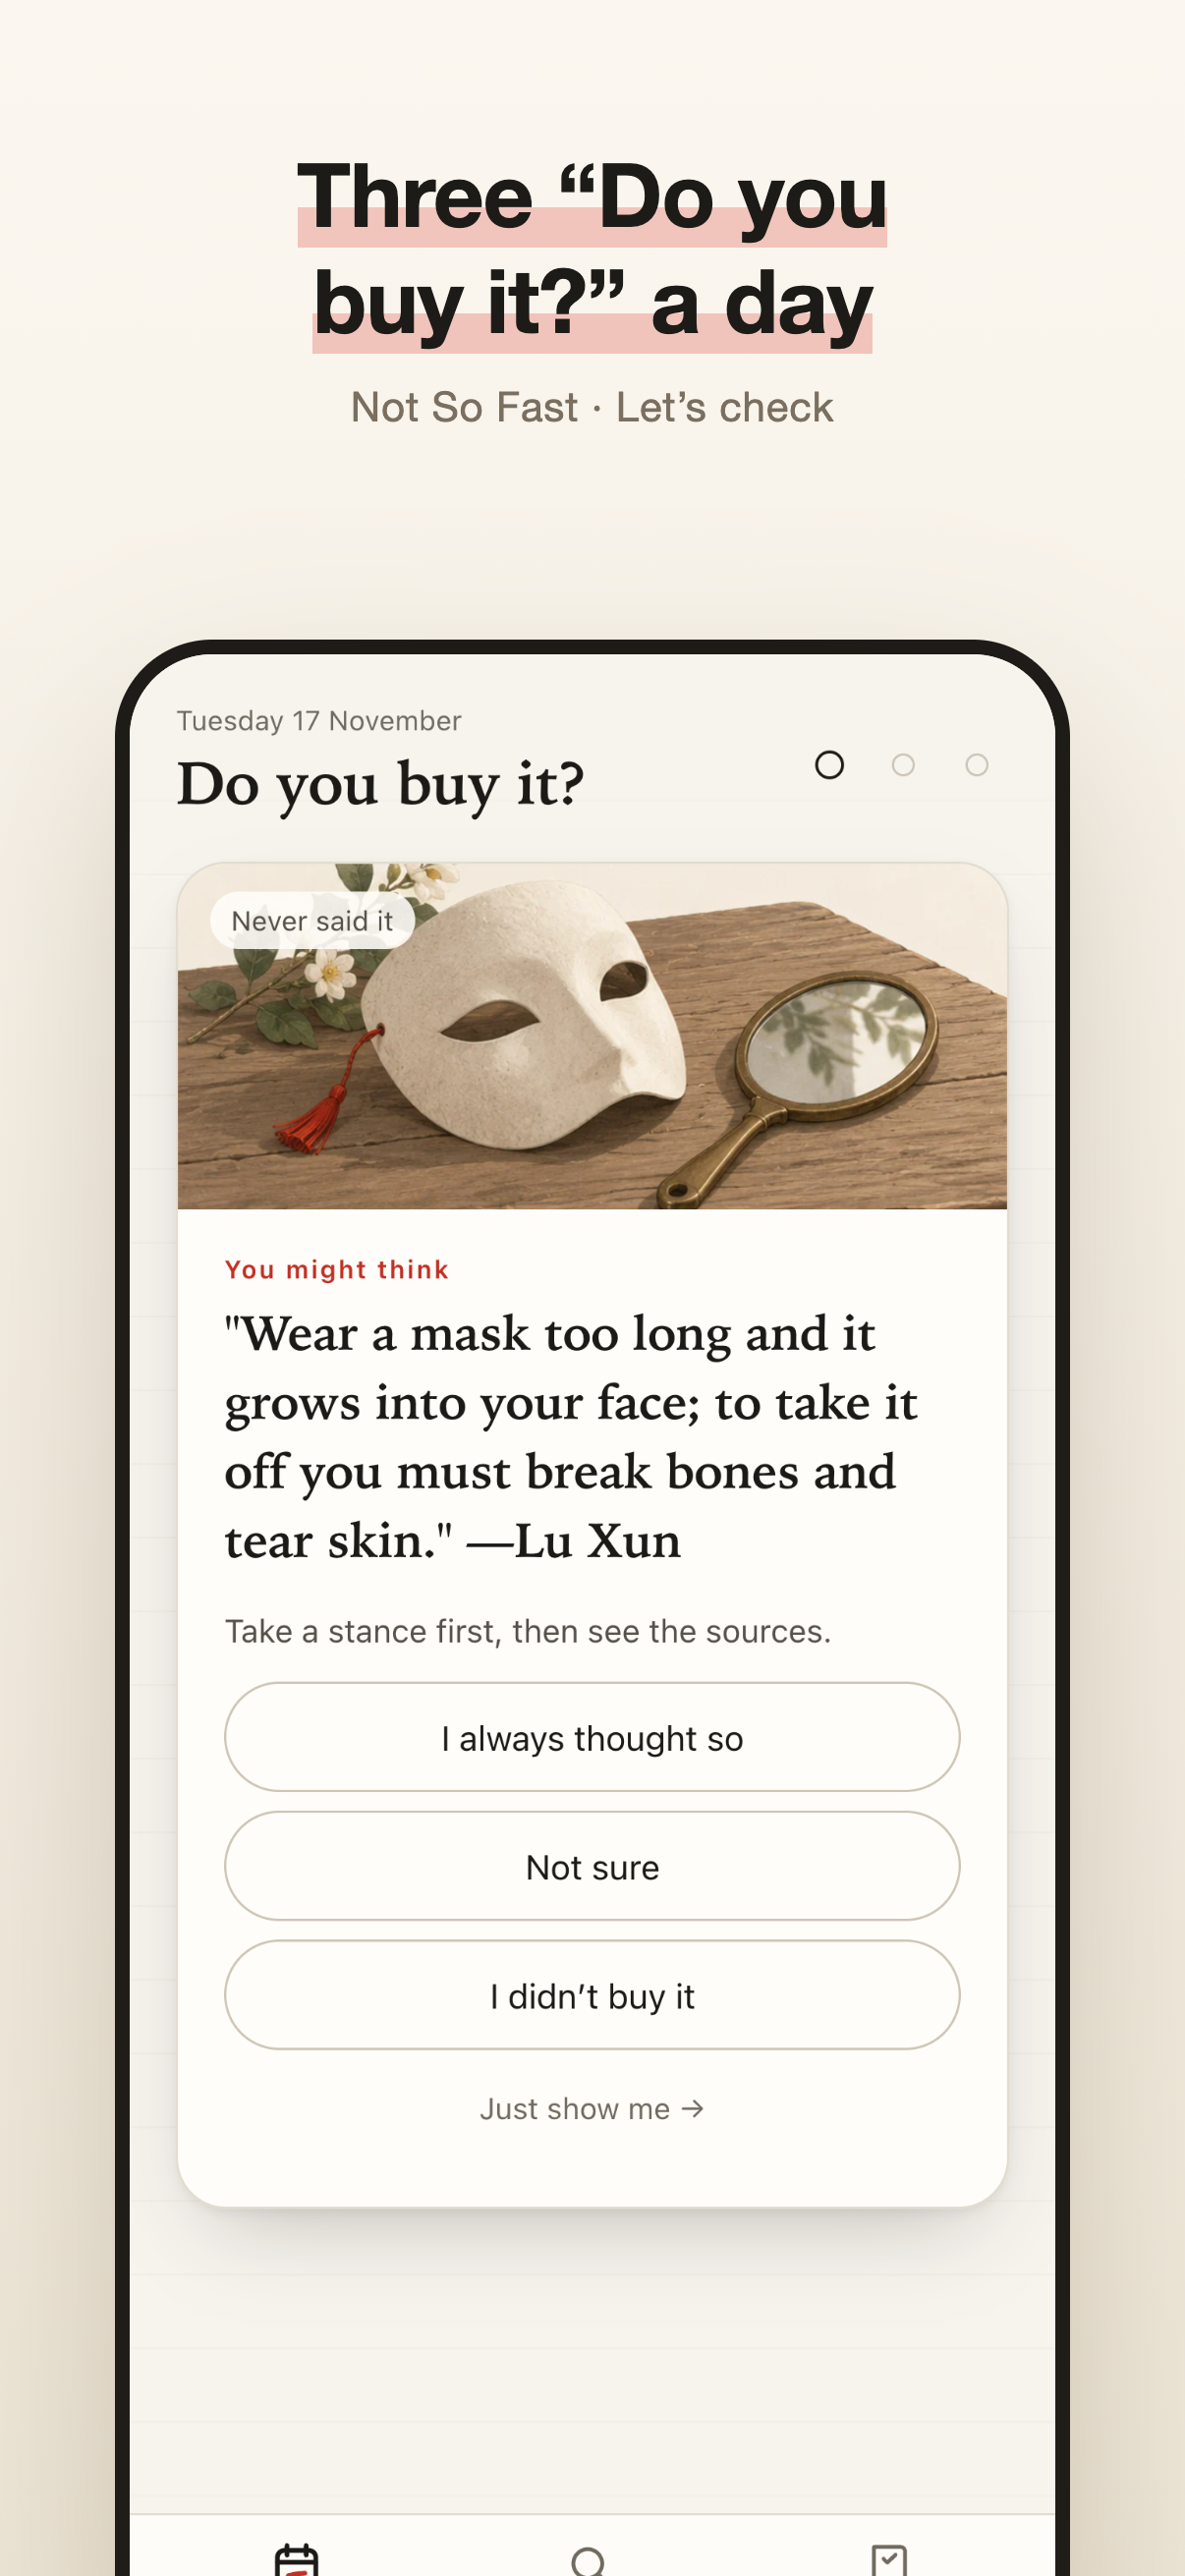 Three “Do you
buy it?” a day
Not So Fast · Let’s check
Tuesday 17 November
Do you buy it?
Never said it
You might think
"Wear a mask too long and it
grows into your face; to take it
off you must break bones and
tear skin." —Lu Xun
Take a stance first, then see the sources.
I always thought so
Not sure
I didn’t buy it
Just show me →